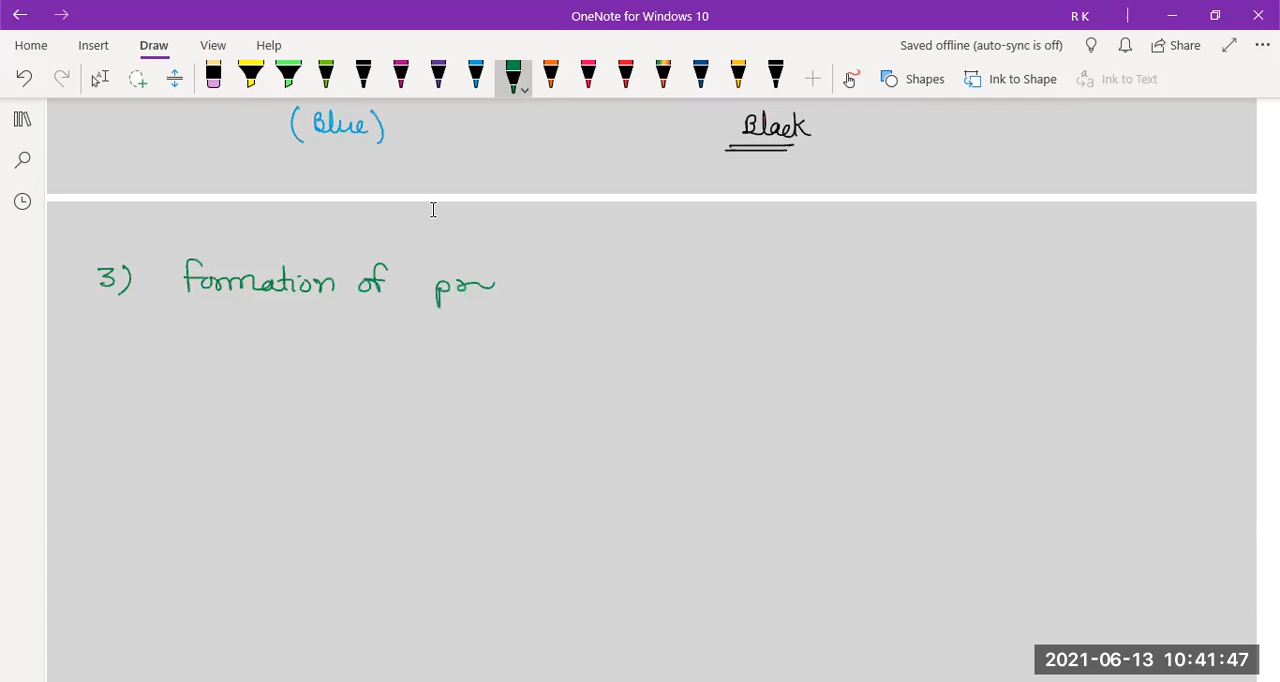 OneNote for Windows 10 R K
Home Insert Draw View Help Saved offline (auto-sync is off) Share
Shapes Ink to Shape Ink to Text
(Blue) Black
3) formation of
2021-06-13 10:41:47